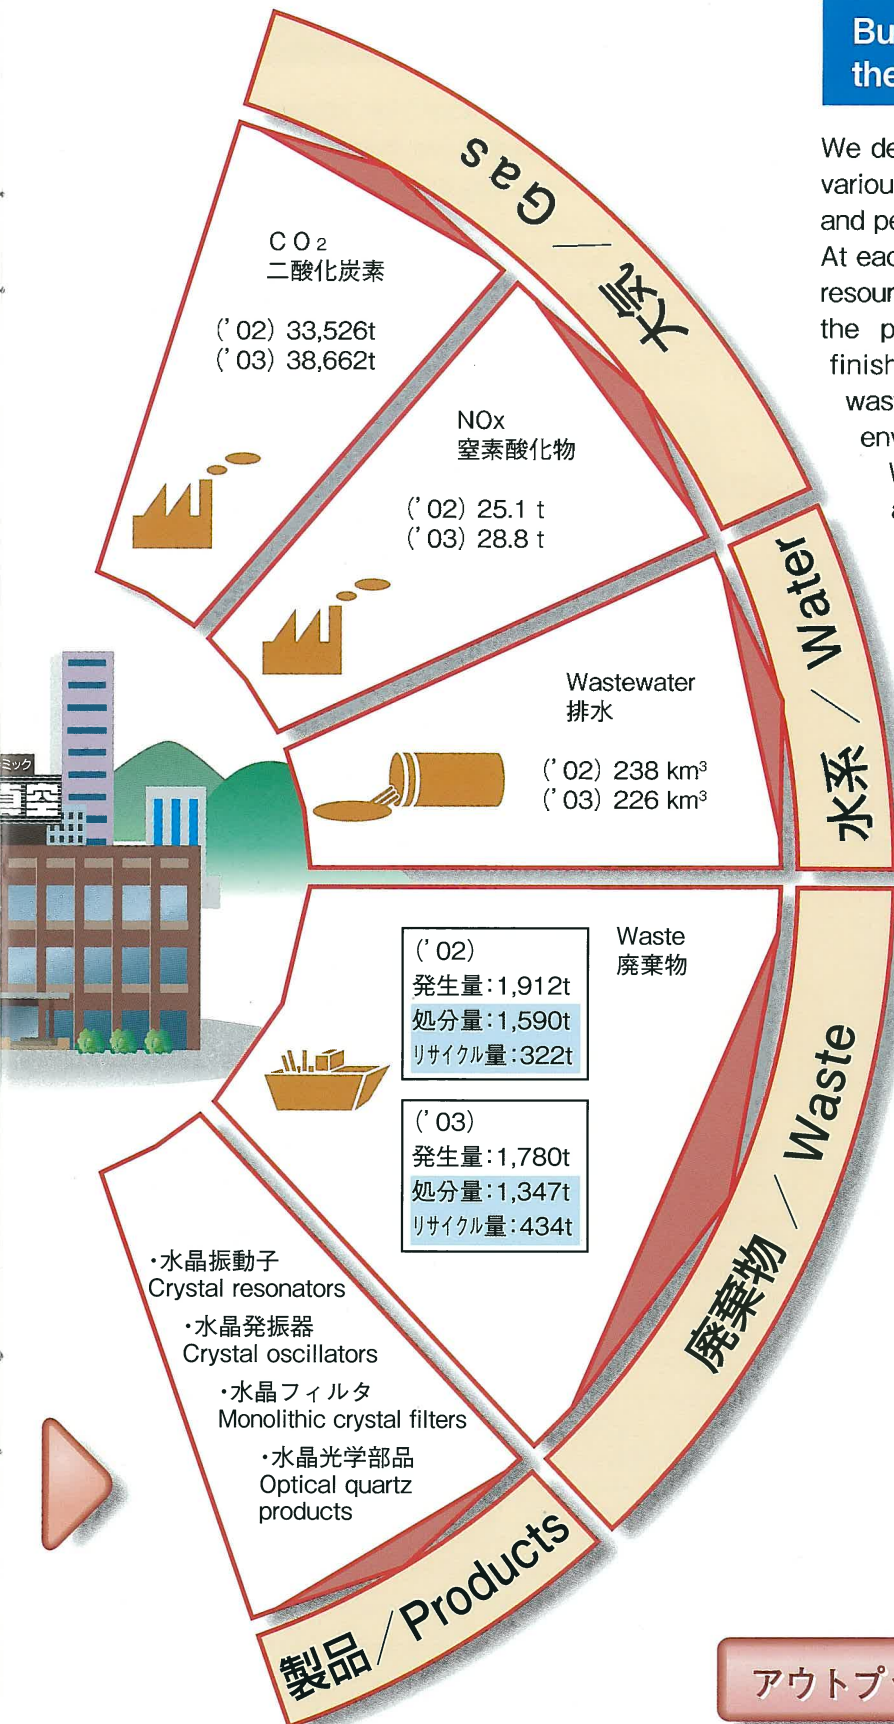 大気 / Gas
CO2
二酸化炭素
('02) 33,526t
('03) 38,662t
NOx
窒素酸化物
('02) 25.1 t
('03) 28.8 t
水系 / Water
Wastewater
排水
('02) 238 km³
('03) 226 km³
ミック
真空
廃棄物 / Waste
Waste
廃棄物
('02)
発生量:1,912t
処分量:1,590t
リサイクル量:322t
('03)
発生量:1,780t
処分量:1,347t
リサイクル量:434t
・水晶振動子
Crystal resonators
・水晶発振器
Crystal oscillators
・水晶フィルタ
Monolithic crystal filters
・水晶光学部品
Optical quartz
products
製品 / Products
Bu
the
We de
various
and pe
At eac
resour
the p
finish
was
env
アウトプ